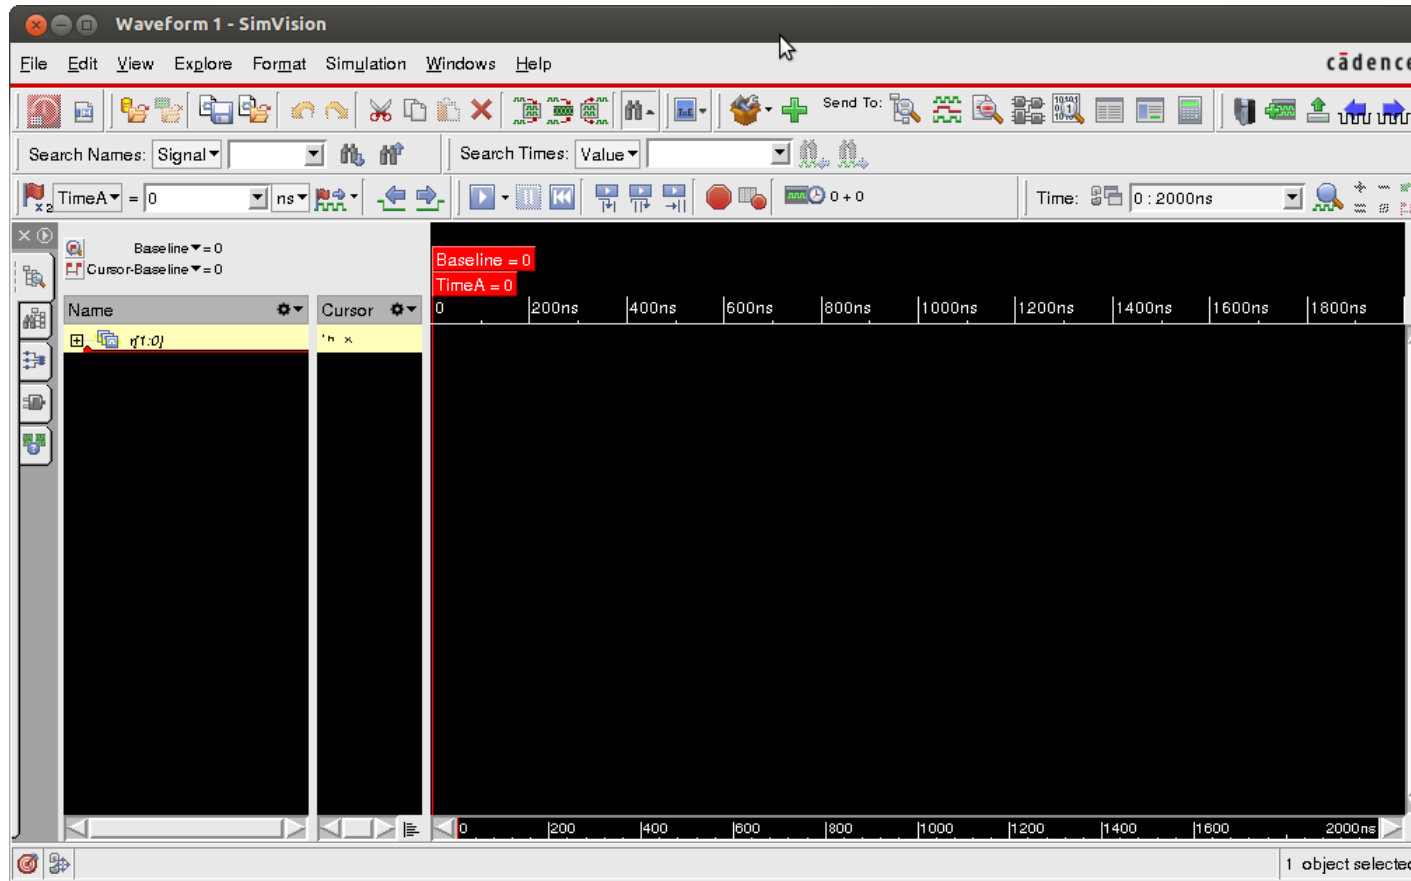 Waveform 1 - SimVision
File Edit View Explore Format Simulation Windows Help
cādence
Send To:
Search Names: Signal
Search Times: Value
TimeA = 0 ns
0 + 0
Time: 0 : 2000ns
Baseline = 0
Cursor-Baseline = 0
Baseline = 0
TimeA = 0
Name Cursor
0 200ns 400ns 600ns 800ns 1000ns 1200ns 1400ns 1600ns 1800ns
r[1:0] 'h x
0 200 400 600 800 1000 1200 1400 1600 2000ns
1 object selected